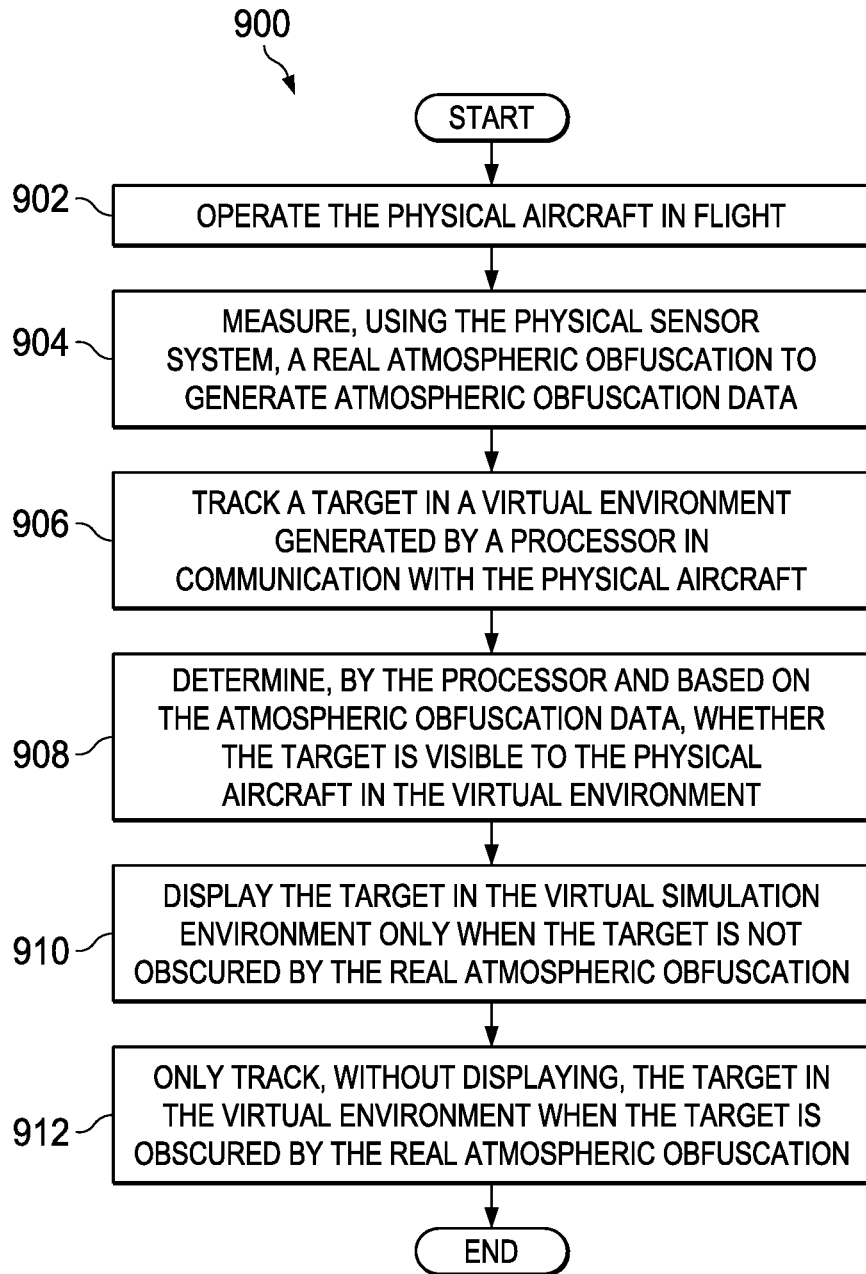 900
START
902
OPERATE THE PHYSICAL AIRCRAFT IN FLIGHT
904
MEASURE, USING THE PHYSICAL SENSOR
SYSTEM, A REAL ATMOSPHERIC OBFUSCATION TO
GENERATE ATMOSPHERIC OBFUSCATION DATA
906
TRACK A TARGET IN A VIRTUAL ENVIRONMENT
GENERATED BY A PROCESSOR IN
COMMUNICATION WITH THE PHYSICAL AIRCRAFT
908
DETERMINE, BY THE PROCESSOR AND BASED ON
THE ATMOSPHERIC OBFUSCATION DATA, WHETHER
THE TARGET IS VISIBLE TO THE PHYSICAL
AIRCRAFT IN THE VIRTUAL ENVIRONMENT
910
DISPLAY THE TARGET IN THE VIRTUAL SIMULATION
ENVIRONMENT ONLY WHEN THE TARGET IS NOT
OBSCURED BY THE REAL ATMOSPHERIC OBFUSCATION
912
ONLY TRACK, WITHOUT DISPLAYING, THE TARGET IN
THE VIRTUAL ENVIRONMENT WHEN THE TARGET IS
OBSCURED BY THE REAL ATMOSPHERIC OBFUSCATION
END